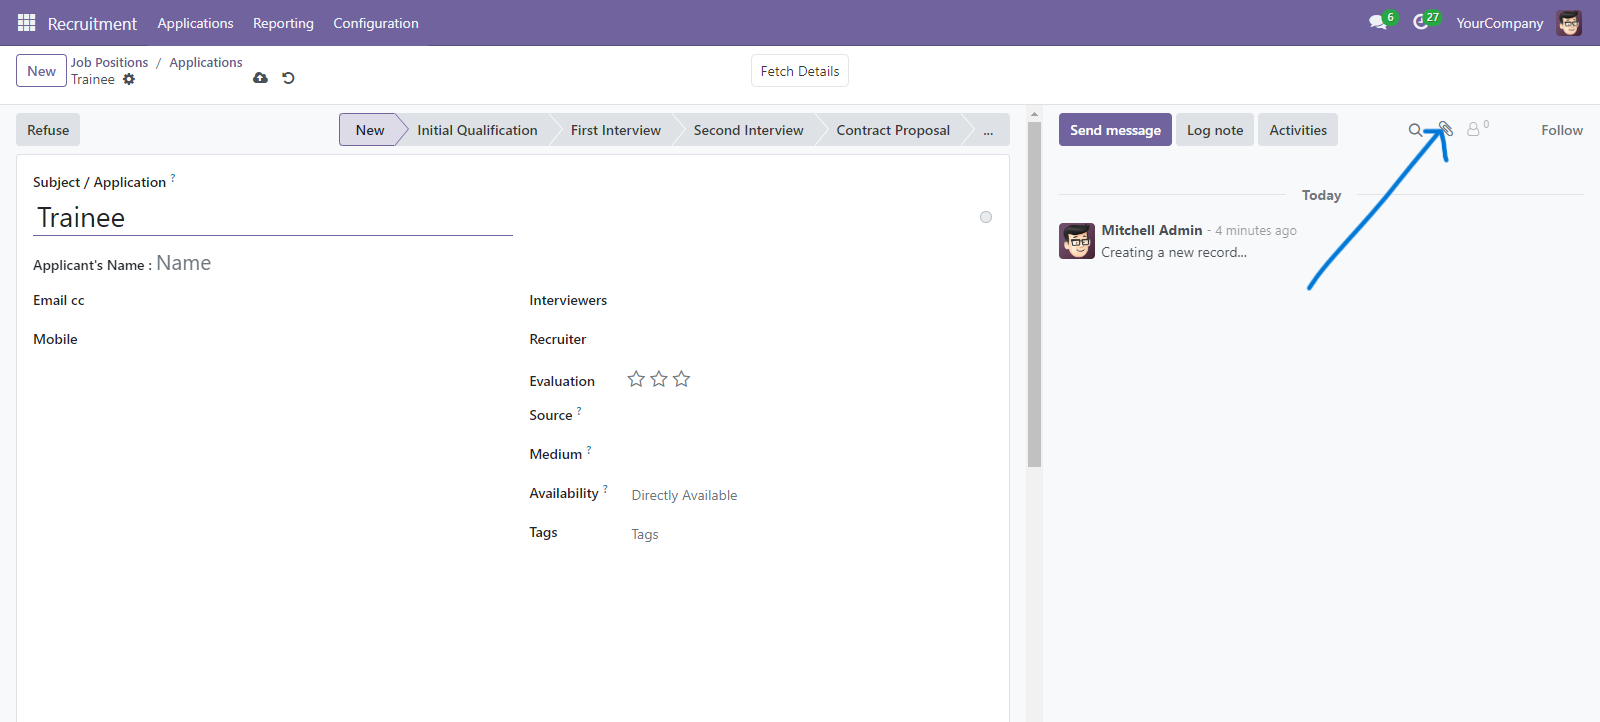 Recruitment Applications Reporting Configuration 6 27 YourCompany
New Job Positions / Applications
Trainee
Fetch Details
Refuse New Initial Qualification First Interview Second Interview Contract Proposal ...
Send message Log note Activities 0 Follow
Subject / Application ?
Trainee
Applicant's Name : Name
Email cc
Mobile
Interviewers
Recruiter
Evaluation
Source ?
Medium ?
Availability ? Directly Available
Tags Tags
Today
Mitchell Admin - 4 minutes ago
Creating a new record...